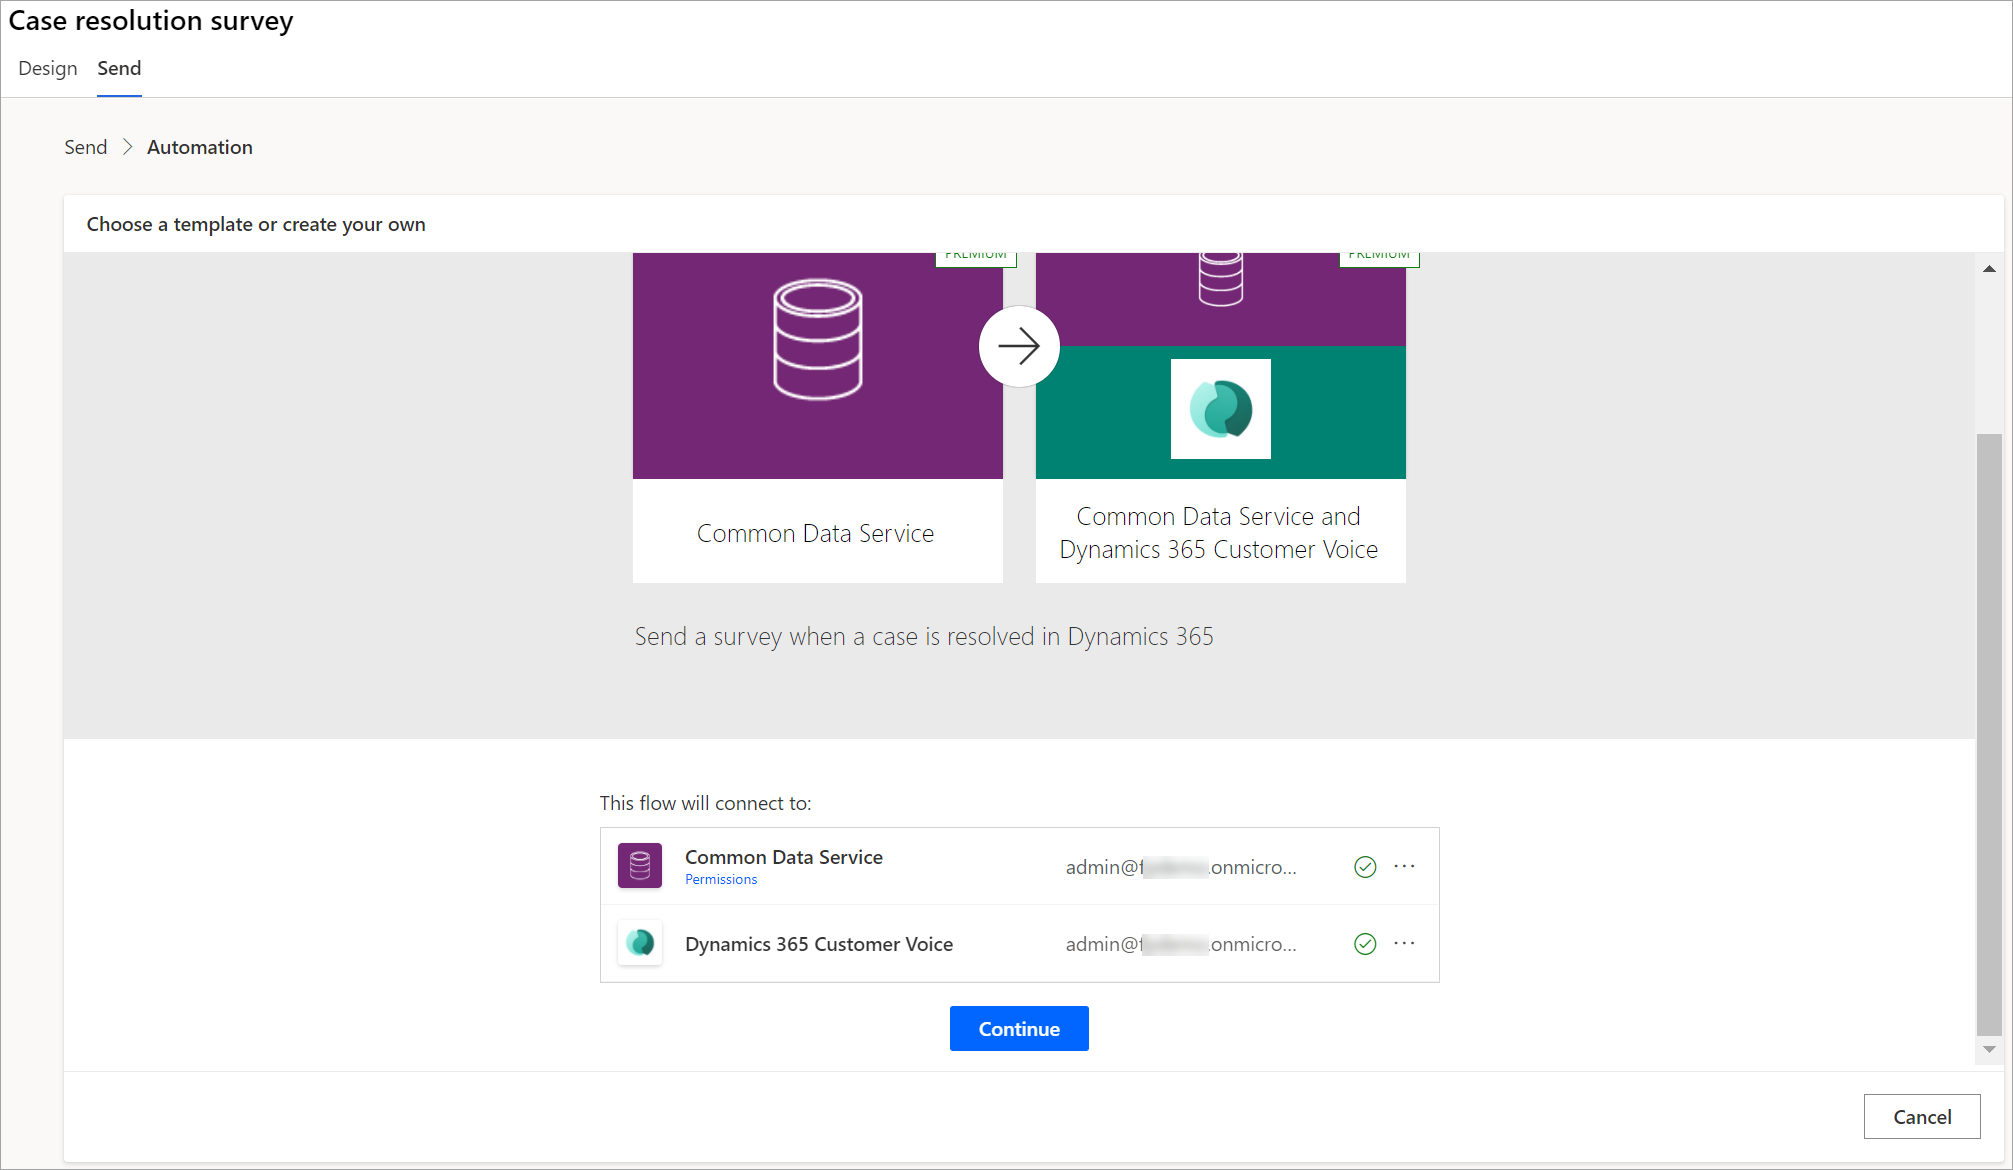 Case resolution survey
Design Send
Send > Automation
Choose a template or create your own
PREMIUM PREMIUM
Common Data Service
Common Data Service and
Dynamics 365 Customer Voice
Send a survey when a case is resolved in Dynamics 365
This flow will connect to:
Common Data Service admin@f .onmicro... ...
Permissions
Dynamics 365 Customer Voice admin@f .onmicro... ...
Continue
Cancel